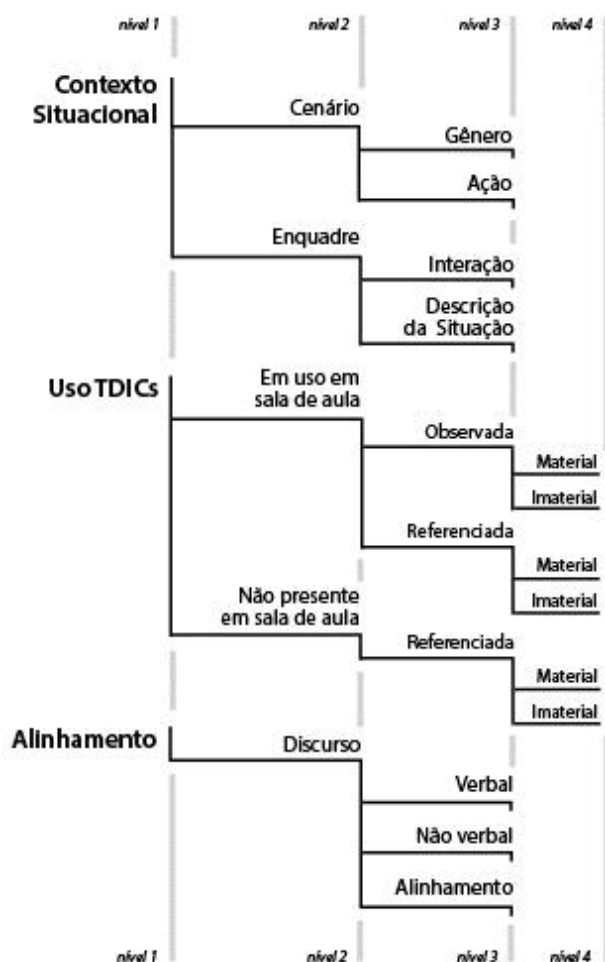 nível 1 nível 2 nível 3 nível 4
Contexto
Situacional
Cenário
Gênero
Ação
Enquadre
Interação
Descrição
da Situação
Uso TDICs
Em uso em
sala de aula
Observada
Material
Imaterial
Referenciada
Material
Imaterial
Não presente
em sala de aula
Referenciada
Material
Imaterial
Alinhamento
Discurso
Verbal
Não verbal
Alinhamento
nível 1 nível 2 nível 3 nível 4